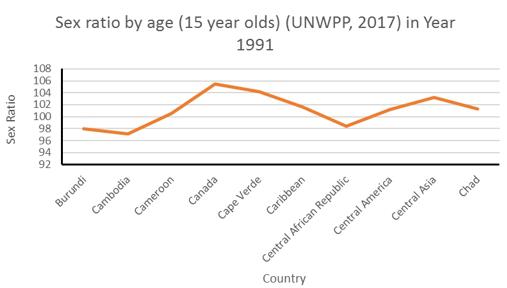 Sex ratio by age (15 year olds) (UNWPP, 2017) in Year
1991
Sex Ratio
108
106
104
102
100
98
96
94
92
Burundi
Cambodia
Cameroon
Canada
Cape Verde
Caribbean
Central African Republic
Central America
Central Asia
Chad
Country